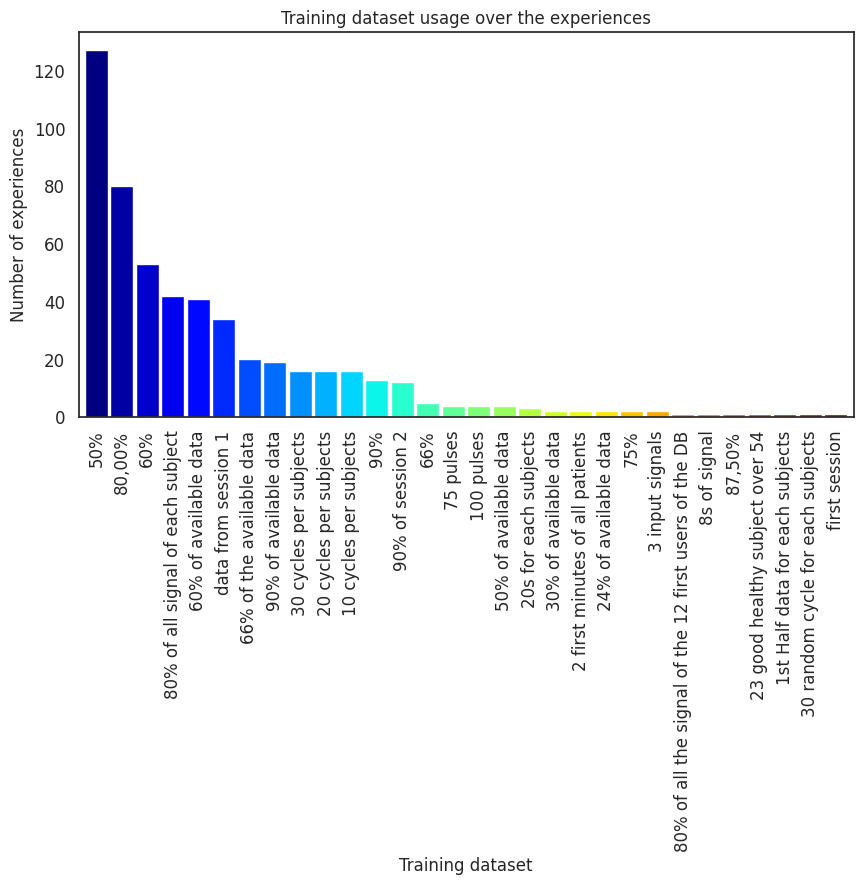 Training dataset usage over the experiences
Number of experiences
120
100
80
60
40
20
0
50%
80,00%
60%
80% of all signal of each subject
60% of available data
data from session 1
66% of the available data
90% of available data
30 cycles per subjects
20 cycles per subjects
10 cycles per subjects
90%
90% of session 2
66%
75 pulses
100 pulses
50% of available data
20s for each subjects
30% of available data
2 first minutes of all patients
24% of available data
75%
3 input signals
80% of all the signal of the 12 first users of the DB
8s of signal
87,50%
23 good healthy subject over 54
1st Half data for each subjects
30 random cycle for each subjects
first session
Training dataset